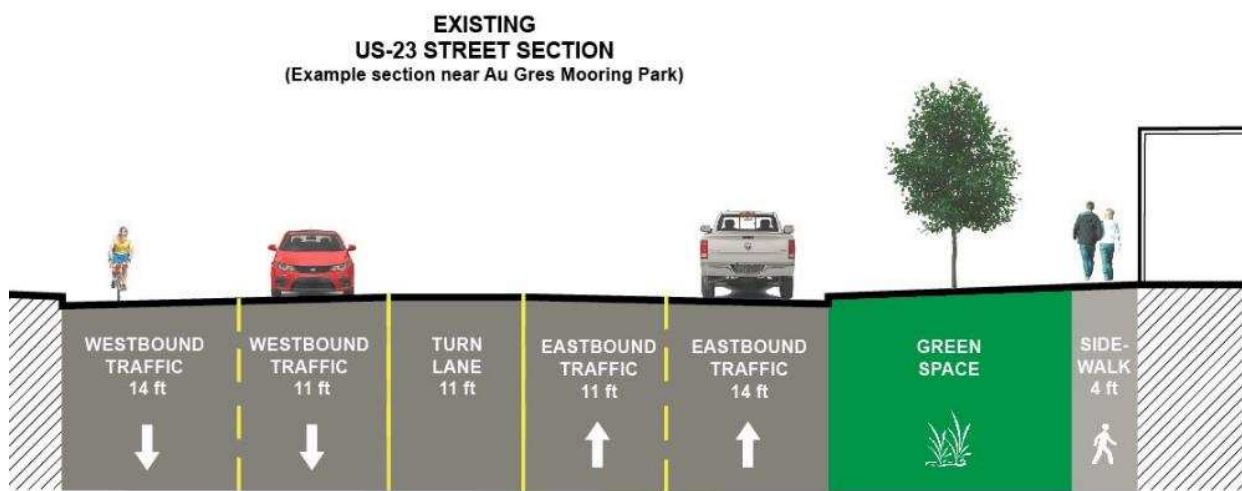 EXISTING
US-23 STREET SECTION
(Example section near Au Gres Mooring Park)
WESTBOUND
TRAFFIC
14 ft
WESTBOUND
TRAFFIC
11 ft
TURN
LANE
11 ft
EASTBOUND
TRAFFIC
11 ft
EASTBOUND
TRAFFIC
14 ft
GREEN
SPACE
SIDE-
WALK
4 ft